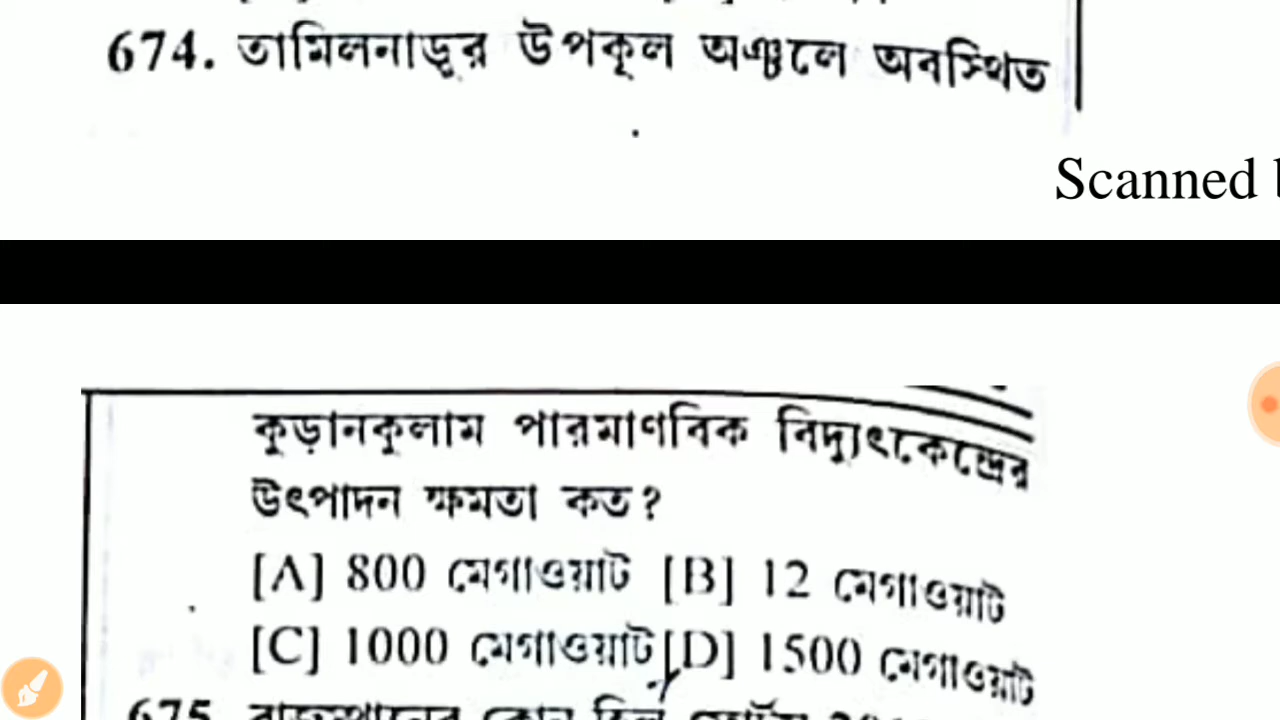 674. তামিলনাড়ুর উপকূল অঞ্চলে অবস্থিত
Scanned
কুড়ানকুলাম পারমাণবিক বিদ্যুৎকেন্দ্রের
উৎপাদন ক্ষমতা কত?
[A] 800 মেগাওয়াট [B] 12 মেগাওয়াট
[C] 1000 মেগাওয়াট [D] 1500 মেগাওয়াট
675